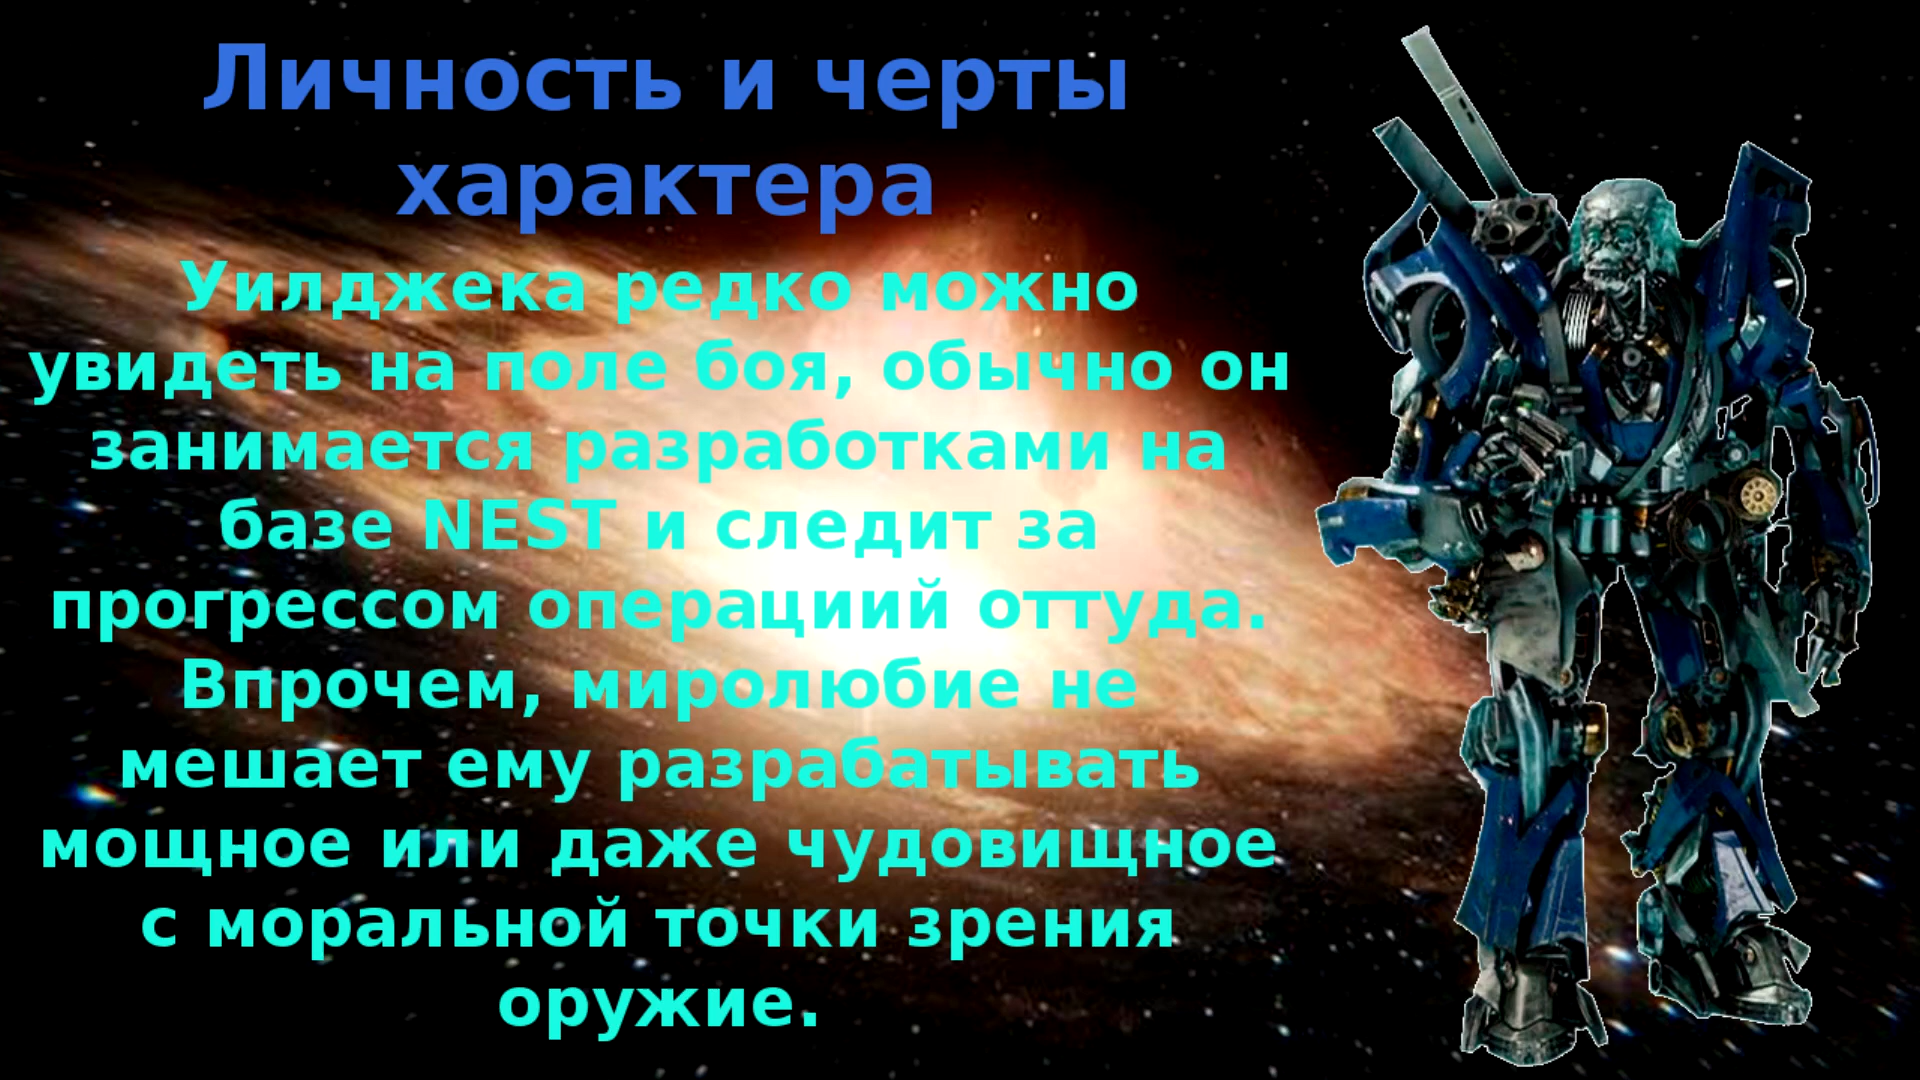 Личность и черты
характера
Уилджека редко можно
увидеть на поле боя, обычно он
занимается разработками на
базе NEST и следит за
прогрессом операциий оттуда.
Впрочем, миролюбие не
мешает ему разрабатывать
мощное или даже чудовищное
с моральной точки зрения
оружие.